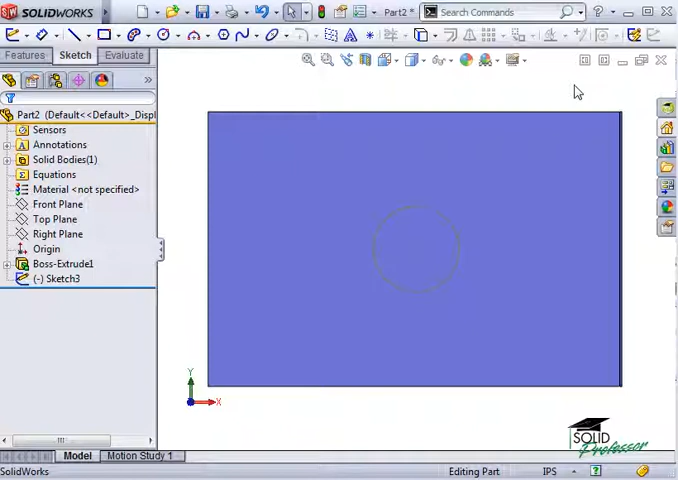 SW SOLIDWORKS
Part2 *
Search Commands
?
Features
Sketch
Evaluate
Part2 (Default<<Default>_Displ
Sensors
A Annotations
Solid Bodies(1)
Equations
Material <not specified>
Front Plane
Top Plane
Right Plane
Origin
Boss-Extrude1
(-) Sketch3
Y
X
SOLID
Professor
Model
Motion Study 1
SolidWorks
Editing Part
IPS
?